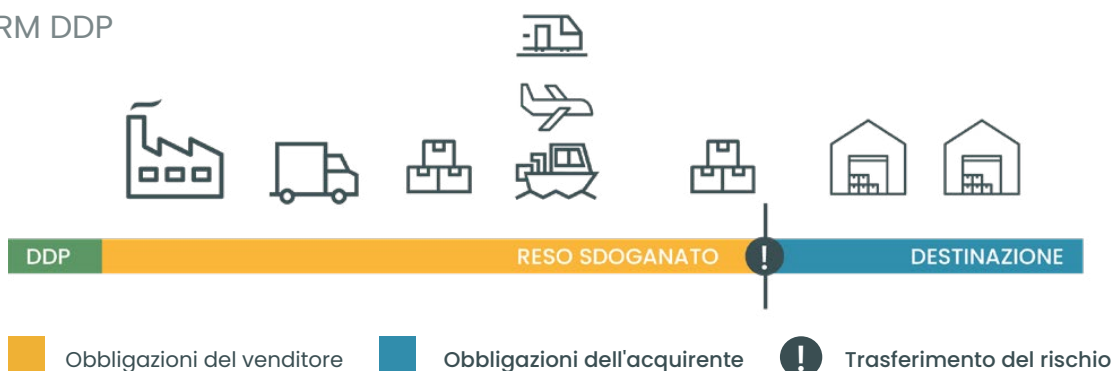 RM DDP
DDP
RESO SDOGANATO
!
DESTINAZIONE
Obbligazioni del venditore
Obbligazioni dell'acquirente
!
Trasferimento del rischio